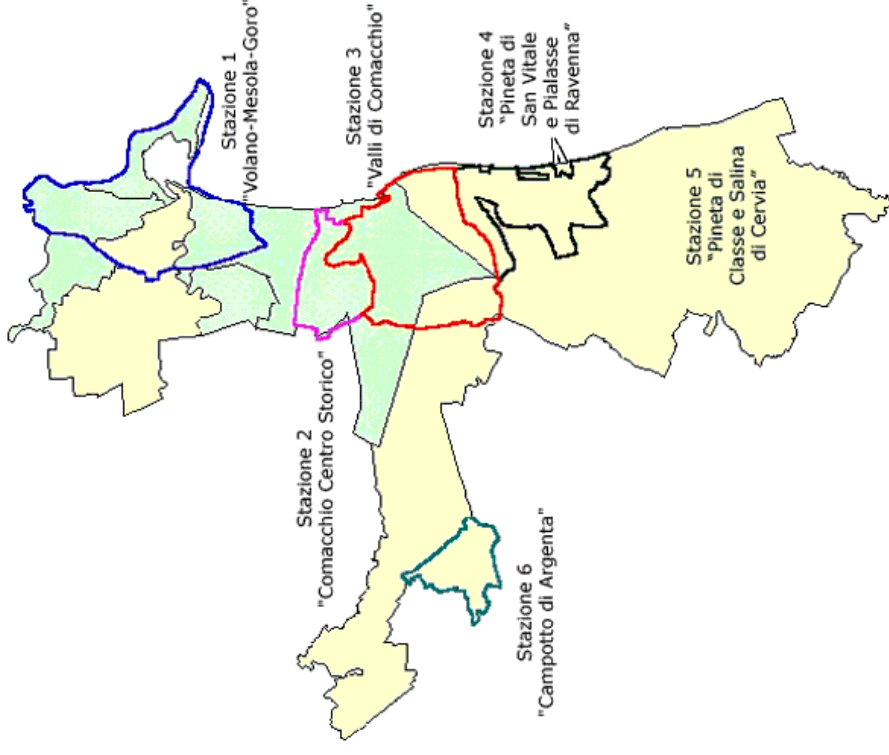 Stazione 1
"Volano-Mesola-Goro"
Stazione 2
"Comacchio Centro Storico"
Stazione 3
"Valli di Comacchio"
Stazione 4
"Pineta di
San Vitale
e Pialasse
di Ravenna"
Stazione 5
"Pineta di
Classe e Salina
di Cervia"
Stazione 6
"Campotto di Argenta"